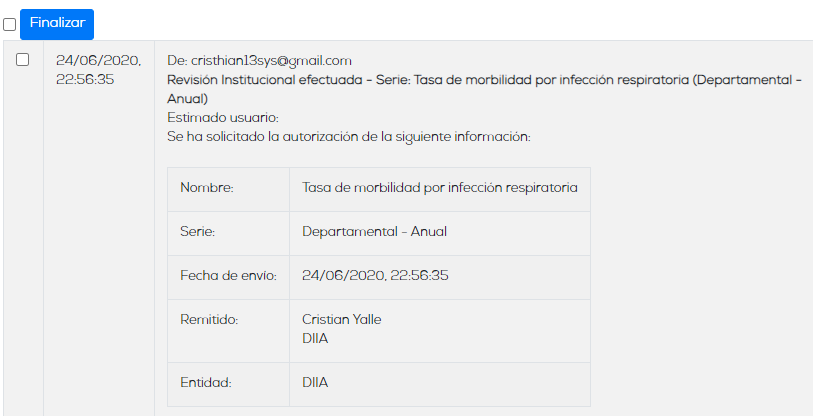 Finalizar
24/06/2020,
22:56:35
De: cristhian13sys@gmail.com
Revisión Institucional efectuada - Serie: Tasa de morbilidad por infección respiratoria (Departamental -
Anual)
Estimado usuario:
Se ha solicitado la autorización de la siguiente información:
Nombre: Tasa de morbilidad por infección respiratoria
Serie: Departamental - Anual
Fecha de envío: 24/06/2020, 22:56:35
Remitido: Cristian Yalle
DIIA
Entidad: DIIA